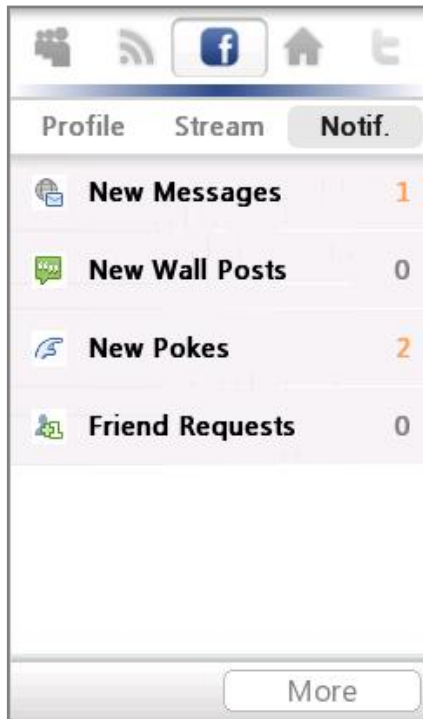 Profile Stream Notif.
New Messages 1
New Wall Posts 0
New Pokes 2
Friend Requests 0
More